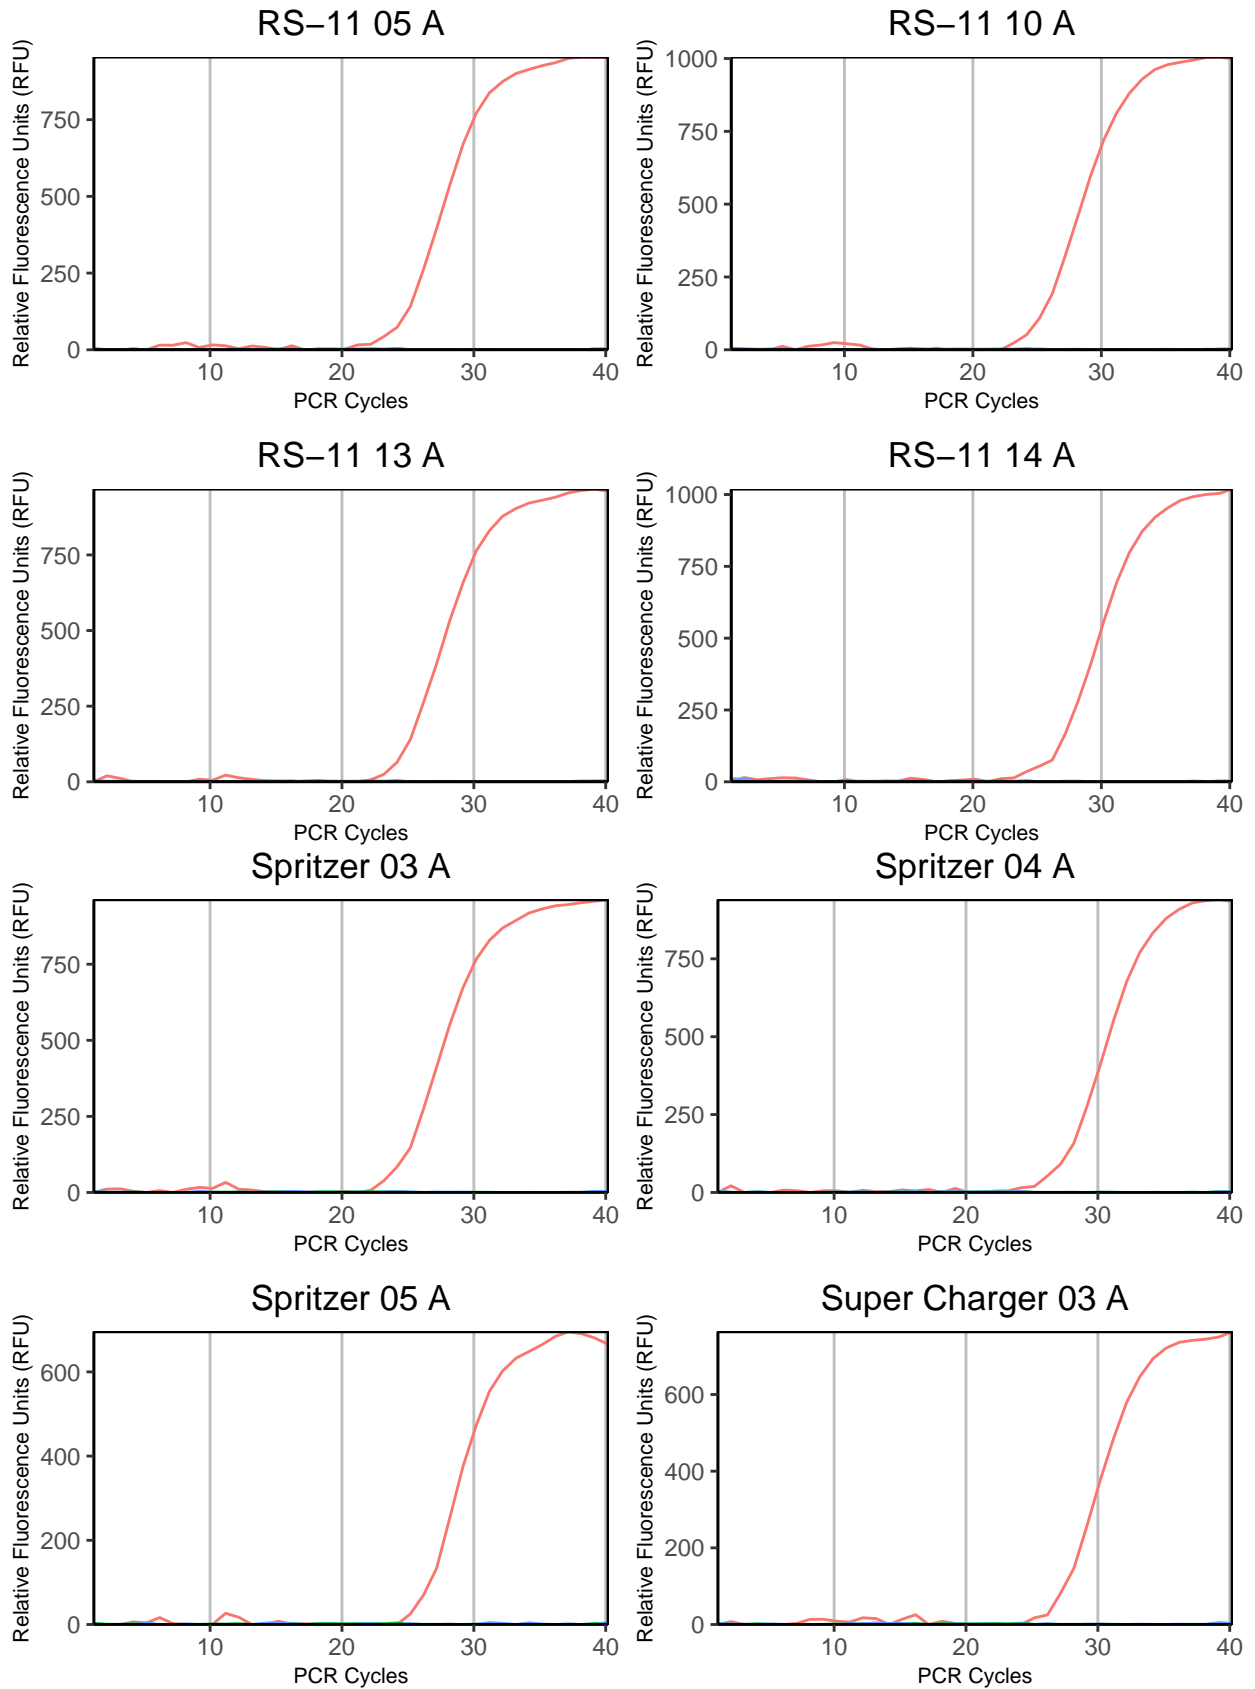 RS−11 05 A
Relative Fluorescence Units (RFU)
750
500
250
0
10 20 30 40
PCR Cycles
RS−11 10 A
Relative Fluorescence Units (RFU)
1000
750
500
250
0
10 20 30 40
PCR Cycles
RS−11 13 A
Relative Fluorescence Units (RFU)
750
500
250
0
10 20 30 40
PCR Cycles
RS−11 14 A
Relative Fluorescence Units (RFU)
1000
750
500
250
0
10 20 30 40
PCR Cycles
Spritzer 03 A
Relative Fluorescence Units (RFU)
750
500
250
0
10 20 30 40
PCR Cycles
Spritzer 04 A
Relative Fluorescence Units (RFU)
750
500
250
0
10 20 30 40
PCR Cycles
Spritzer 05 A
Relative Fluorescence Units (RFU)
600
400
200
0
10 20 30 40
PCR Cycles
Super Charger 03 A
Relative Fluorescence Units (RFU)
600
400
200
0
10 20 30 40
PCR Cycles